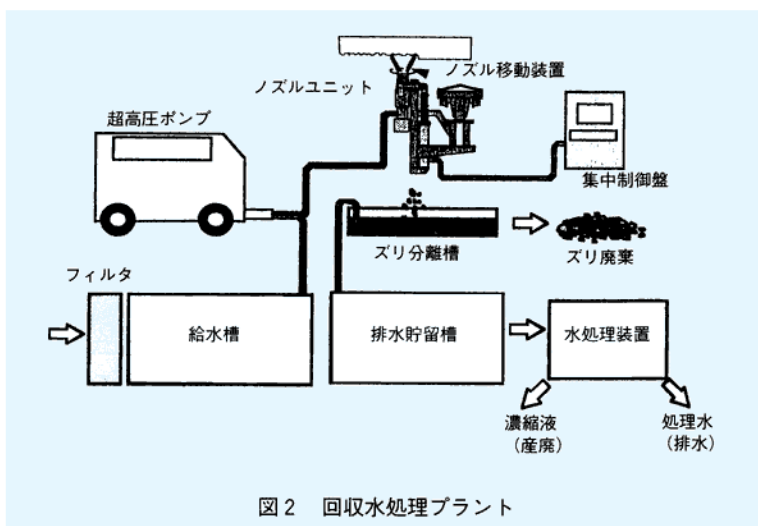 ノズルユニット
ノズル移動装置
超高圧ポンプ
集中制御盤
ズリ分離槽
ズリ廃棄
フィルタ
給水槽
排水貯留槽
水処理装置
濃縮液
（産廃）
処理水
（排水）
図2　回収水処理プラント